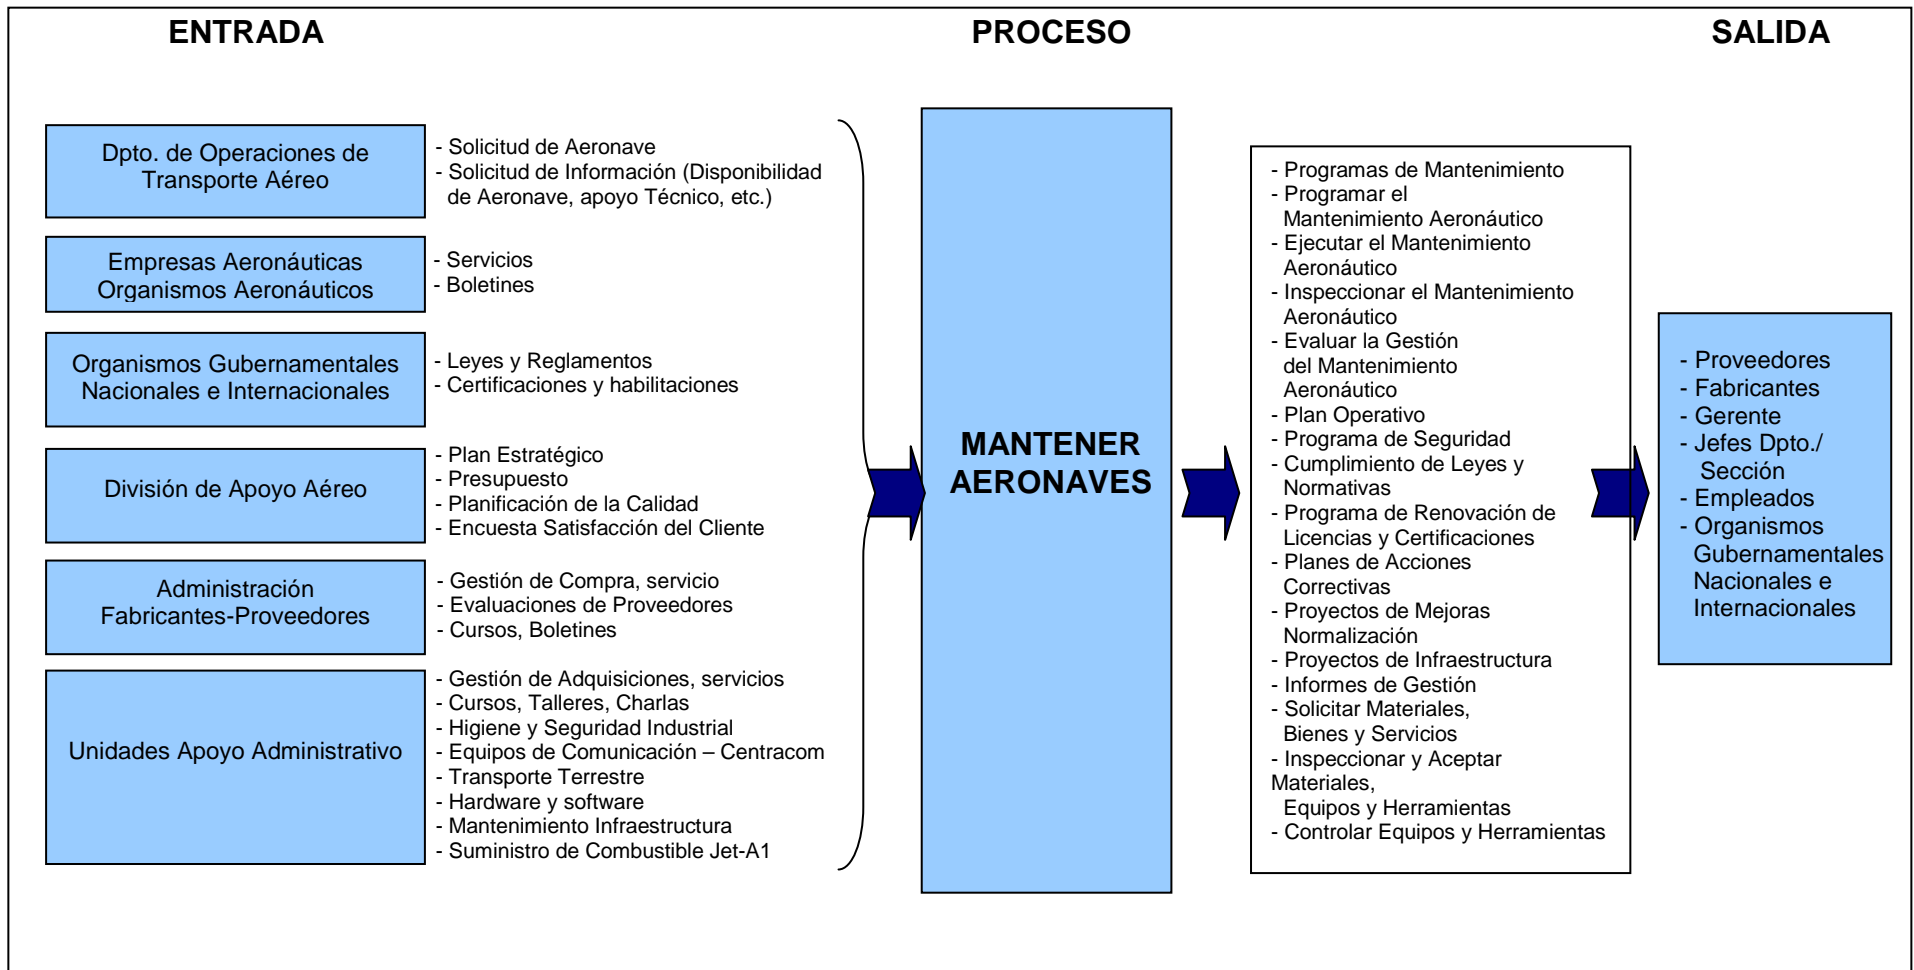 ENTRADA
PROCESO
SALIDA
Dpto. de Operaciones de
Transporte Aéreo
- Solicitud de Aeronave
- Solicitud de Información (Disponibilidad
de Aeronave, apoyo Técnico, etc.)
Empresas Aeronáuticas
Organismos Aeronáuticos
- Servicios
- Boletines
Organismos Gubernamentales
Nacionales e Internacionales
- Leyes y Reglamentos
- Certificaciones y habilitaciones
División de Apoyo Aéreo
- Plan Estratégico
- Presupuesto
- Planificación de la Calidad
- Encuesta Satisfacción del Cliente
Administración
Fabricantes-Proveedores
- Gestión de Compra, servicio
- Evaluaciones de Proveedores
- Cursos, Boletines
Unidades Apoyo Administrativo
- Gestión de Adquisiciones, servicios
- Cursos, Talleres, Charlas
- Higiene y Seguridad Industrial
- Equipos de Comunicación – Centracom
- Transporte Terrestre
- Hardware y software
- Mantenimiento Infraestructura
- Suministro de Combustible Jet-A1
MANTENER
AERONAVES
- Programas de Mantenimiento
- Programar el
Mantenimiento Aeronáutico
- Ejecutar el Mantenimiento
Aeronáutico
- Inspeccionar el Mantenimiento
Aeronáutico
- Evaluar la Gestión
del Mantenimiento
Aeronáutico
- Plan Operativo
- Programa de Seguridad
- Cumplimiento de Leyes y
Normativas
- Programa de Renovación de
Licencias y Certificaciones
- Planes de Acciones
Correctivas
- Proyectos de Mejoras
Normalización
- Proyectos de Infraestructura
- Informes de Gestión
- Solicitar Materiales,
Bienes y Servicios
- Inspeccionar y Aceptar
Materiales,
Equipos y Herramientas
- Controlar Equipos y Herramientas
- Proveedores
- Fabricantes
- Gerente
- Jefes Dpto./
Sección
- Empleados
- Organismos
Gubernamentales
Nacionales e
Internacionales